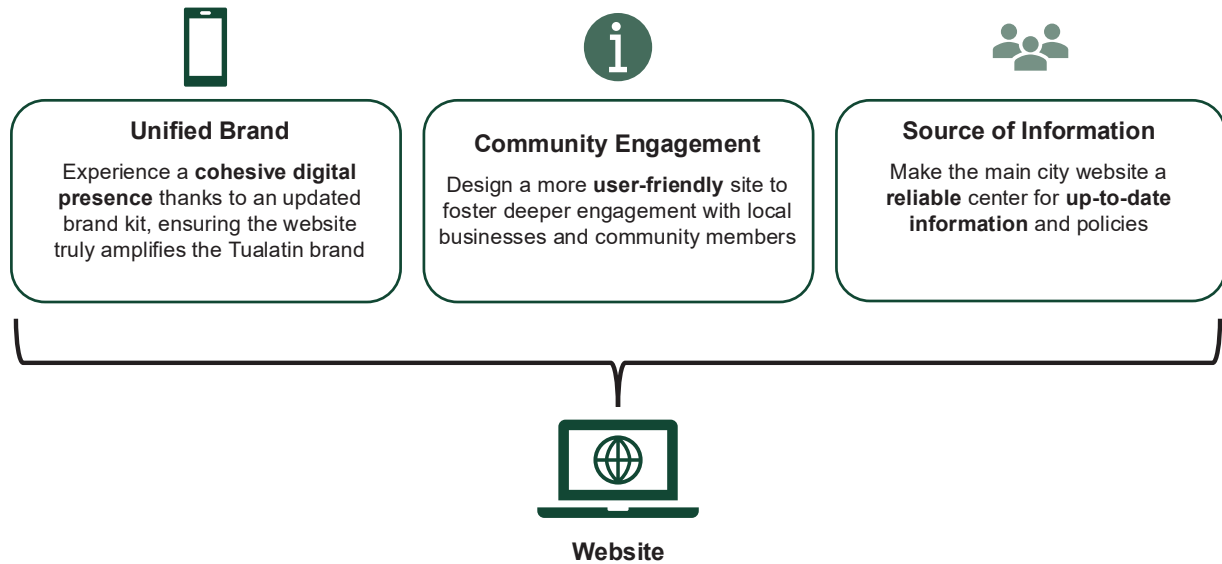 Unified Brand
Experience a cohesive digital
presence thanks to an updated
brand kit, ensuring the website
truly amplifies the Tualatin brand
Community Engagement
Design a more user-friendly site to
foster deeper engagement with local
businesses and community members
Source of Information
Make the main city website a
reliable center for up-to-date
information and policies
Website